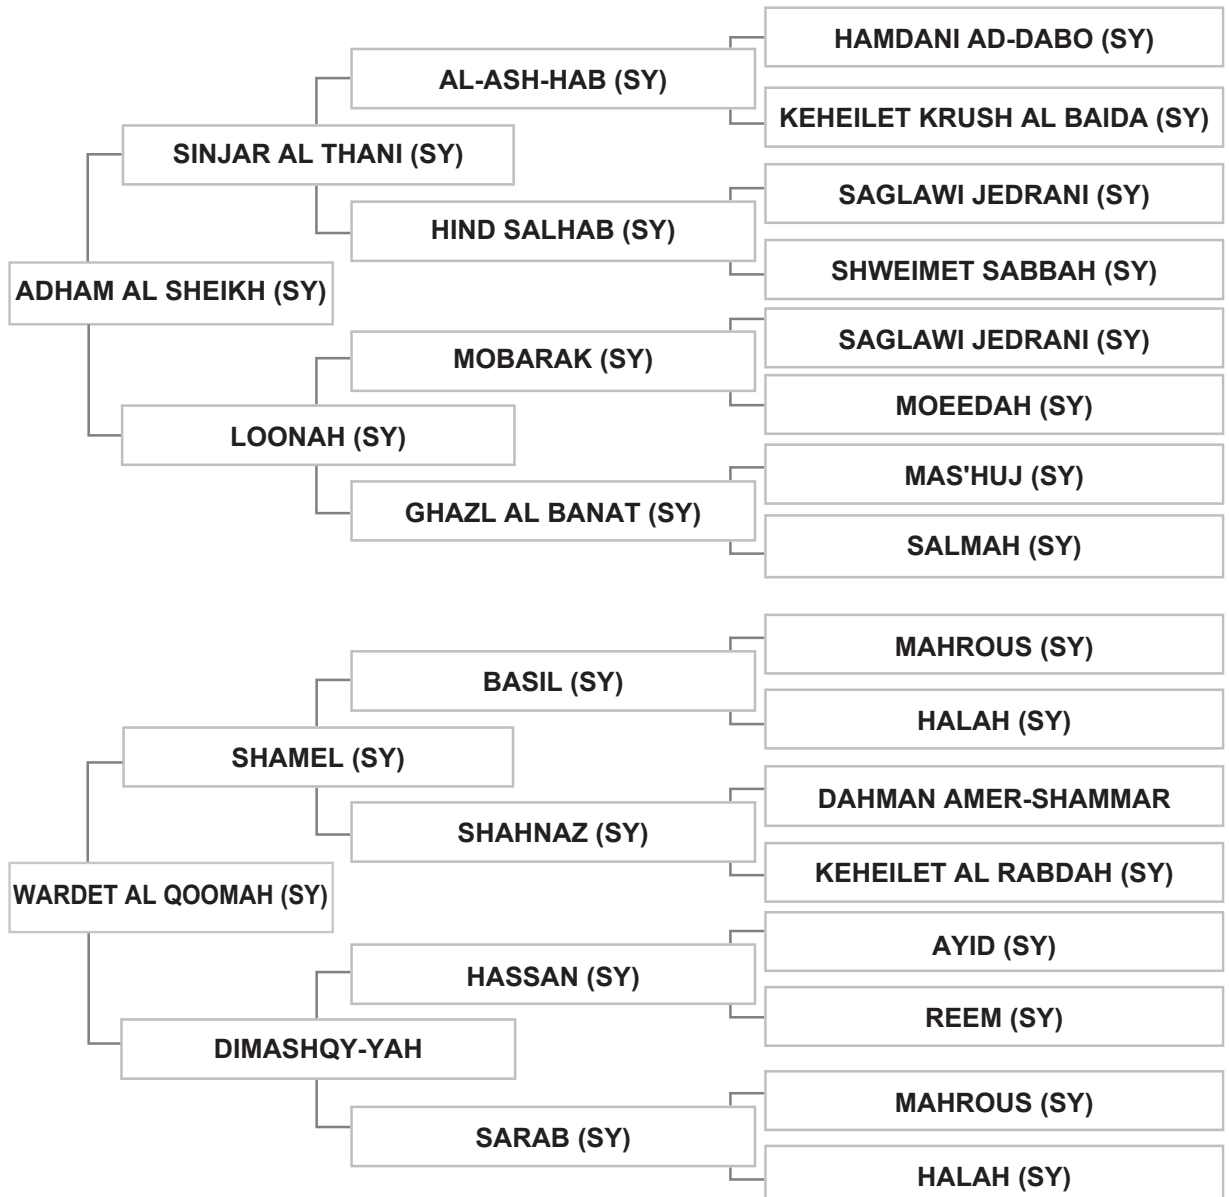 HAMDANI AD-DABO (SY)
AL-ASH-HAB (SY)
KEHEILET KRUSH AL BAIDA (SY)
SINJAR AL THANI (SY)
SAGLAWI JEDRANI (SY)
HIND SALHAB (SY)
SHWEIMET SABBAH (SY)
ADHAM AL SHEIKH (SY)
SAGLAWI JEDRANI (SY)
MOBARAK (SY)
MOEEDAH (SY)
LOONAH (SY)
MAS'HUJ (SY)
GHAZL AL BANAT (SY)
SALMAH (SY)
MAHROUS (SY)
BASIL (SY)
HALAH (SY)
SHAMEL (SY)
DAHMAN AMER-SHAMMAR
SHAHNAZ (SY)
KEHEILET AL RABDAH (SY)
WARDET AL QOOMAH (SY)
AYID (SY)
HASSAN (SY)
REEM (SY)
DIMASHQY-YAH
MAHROUS (SY)
SARAB (SY)
HALAH (SY)